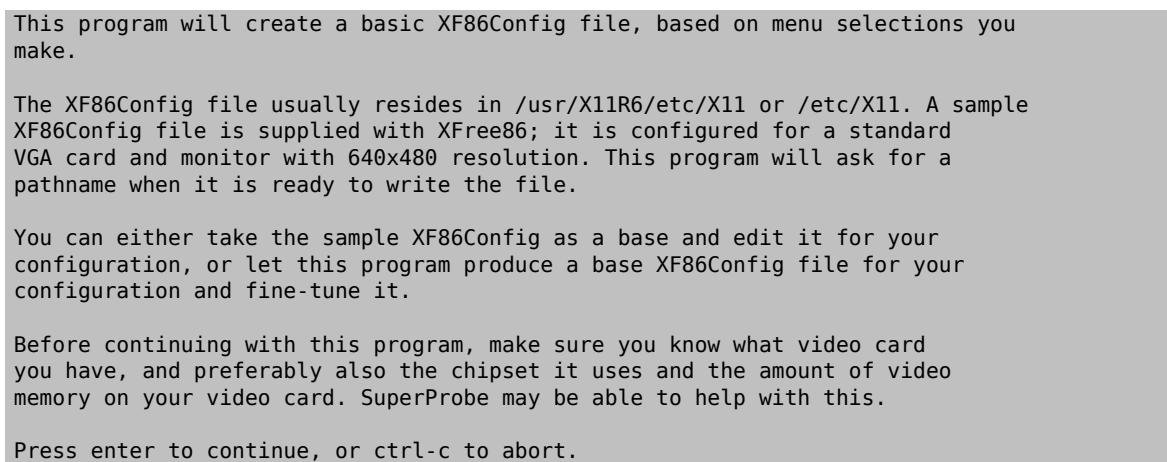 This program will create a basic XF86Config file, based on menu selections you
make.
The XF86Config file usually resides in /usr/X11R6/etc/X11 or /etc/X11. A sample
XF86Config file is supplied with XFree86; it is configured for a standard
VGA card and monitor with 640x480 resolution. This program will ask for a
pathname when it is ready to write the file.
You can either take the sample XF86Config as a base and edit it for your
configuration, or let this program produce a base XF86Config file for your
configuration and fine-tune it.
Before continuing with this program, make sure you know what video card
you have, and preferably also the chipset it uses and the amount of video
memory on your video card. SuperProbe may be able to help with this.
Press enter to continue, or ctrl-c to abort.